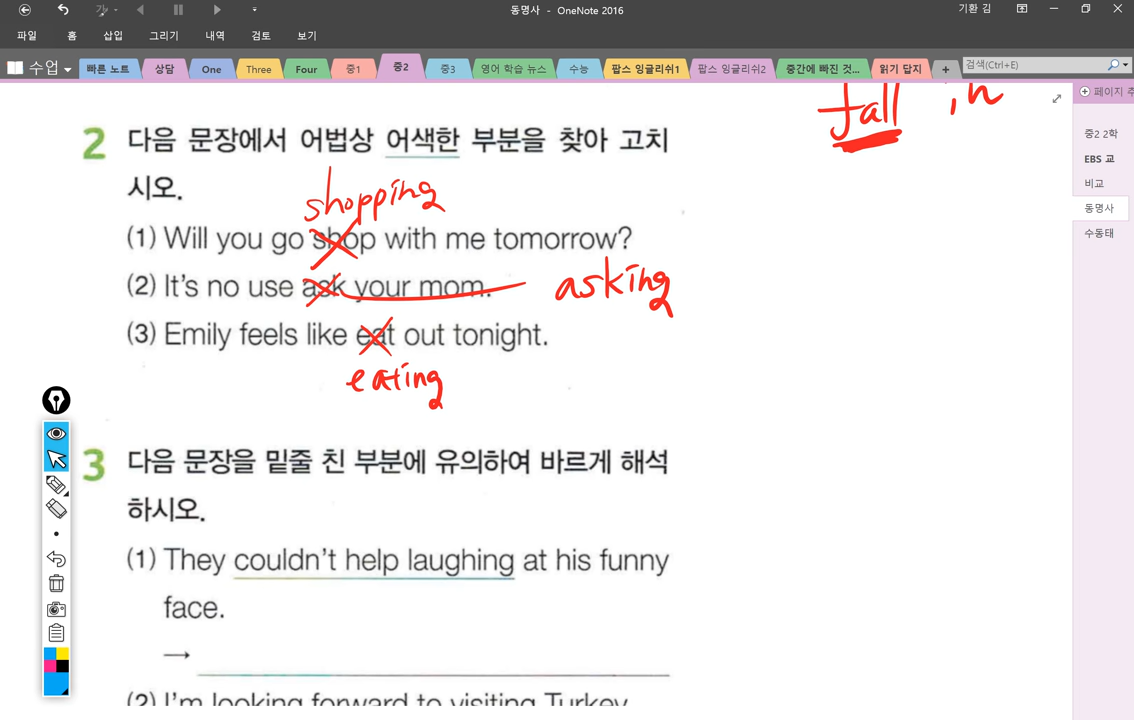 동명사 - OneNote 2016
기환 김
파일 홈 삽입 그리기 내역 검토 보기
수업 빠른 노트 상담 One Three Four 중1 중2 중3 영어 학습 뉴스 수능 팝스 잉글리쉬1 팝스 잉글리쉬2 중간에 빠진 것... 읽기 답지 + 검색(Ctrl+E)
페이지 추
중2 2학
EBS 교
비교
동명사
수동태
fall
2 다음 문장에서 어법상 어색한 부분을 찾아 고치
시오.
shopping
(1) Will you go shop with me tomorrow?
(2) It's no use ask your mom. asking
(3) Emily feels like eat out tonight.
eating
3 다음 문장을 밑줄 친 부분에 유의하여 바르게 해석
하시오.
(1) They couldn't help laughing at his funny
face.
→
(2) I'm looking forward to visiting Turkey